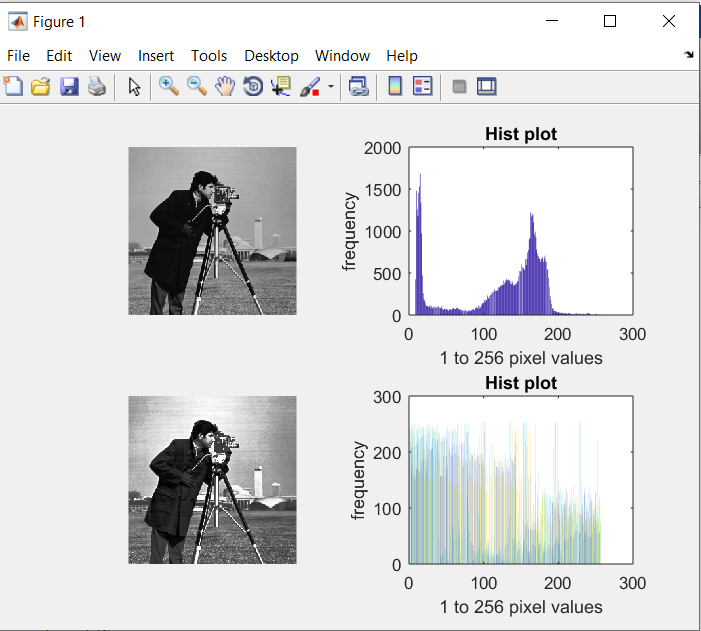 Figure 1
File Edit View Insert Tools Desktop Window Help
Hist plot
2000
1500
1000
500
0
frequency
0 100 200 300
1 to 256 pixel values
Hist plot
300
200
100
0
frequency
0 100 200 300
1 to 256 pixel values